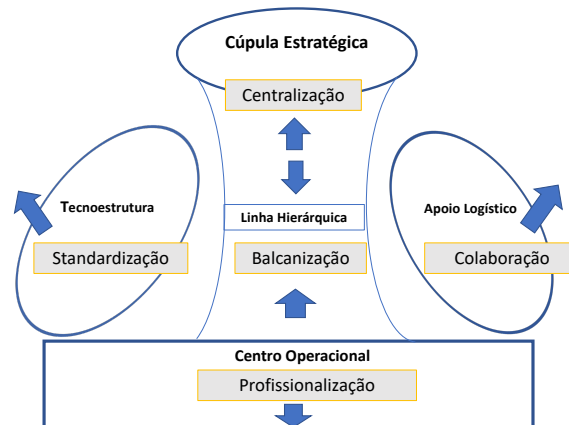 Cúpula Estratégica
Centralização
Tecnoestrutura
Linha Hierárquica
Apoio Logístico
Standardização
Balcanização
Colaboração
Centro Operacional
Profissionalização